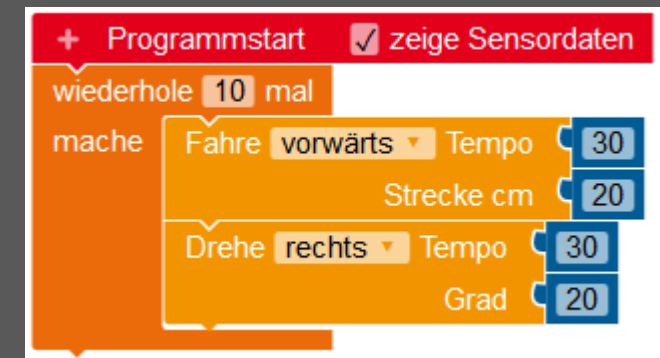 + Programmstart ✓ zeige Sensordaten
wiederhole 10 mal
mache Fahre vorwärts Tempo 30
Strecke cm 20
Drehe rechts Tempo 30
Grad 20